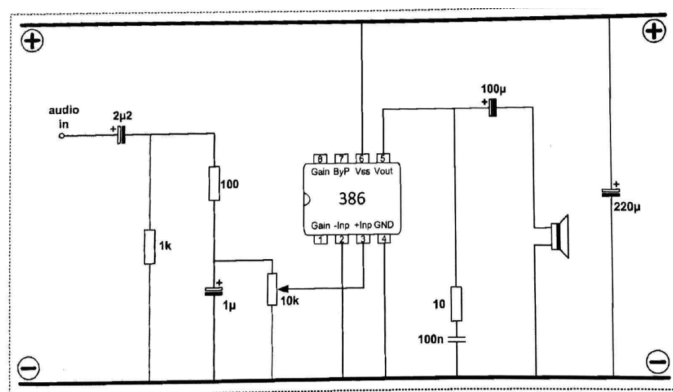 + +
100µ
+
audio
in
2µ2
+
8 7 6 5
Gain ByP Vss Vout
100
386
+
220µ
1k
Gain -Inp +Inp GND
1 2 3 4
+
1µ
10k
10
100n
− −